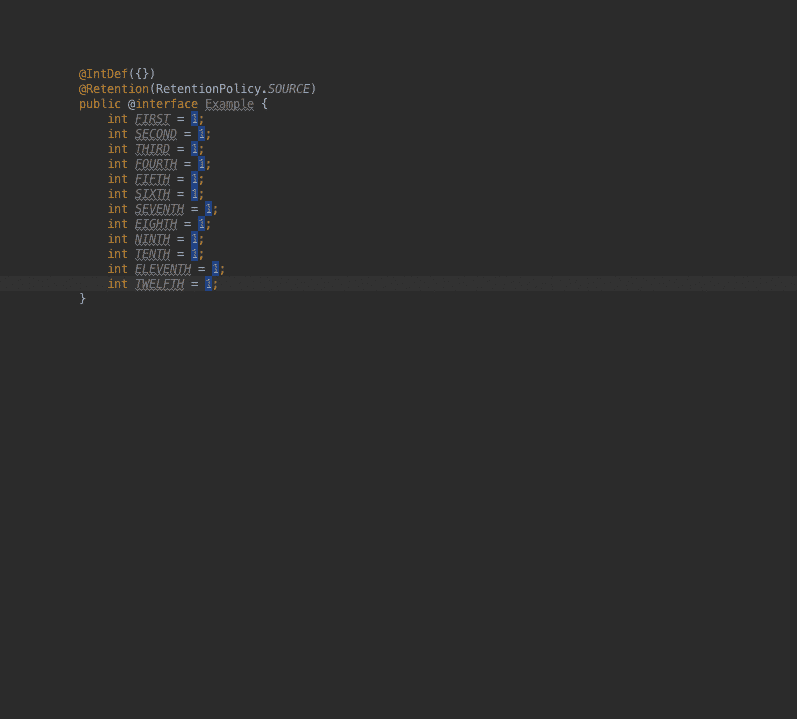 @IntDef({})
@Retention(RetentionPolicy.SOURCE)
public @interface Example {
    int FIRST = 1;
    int SECOND = 1;
    int THIRD = 1;
    int FOURTH = 1;
    int FIFTH = 1;
    int SIXTH = 1;
    int SEVENTH = 1;
    int EIGHTH = 1;
    int NINTH = 1;
    int TENTH = 1;
    int ELEVENTH = 1;
    int TWELFTH = 1;
}